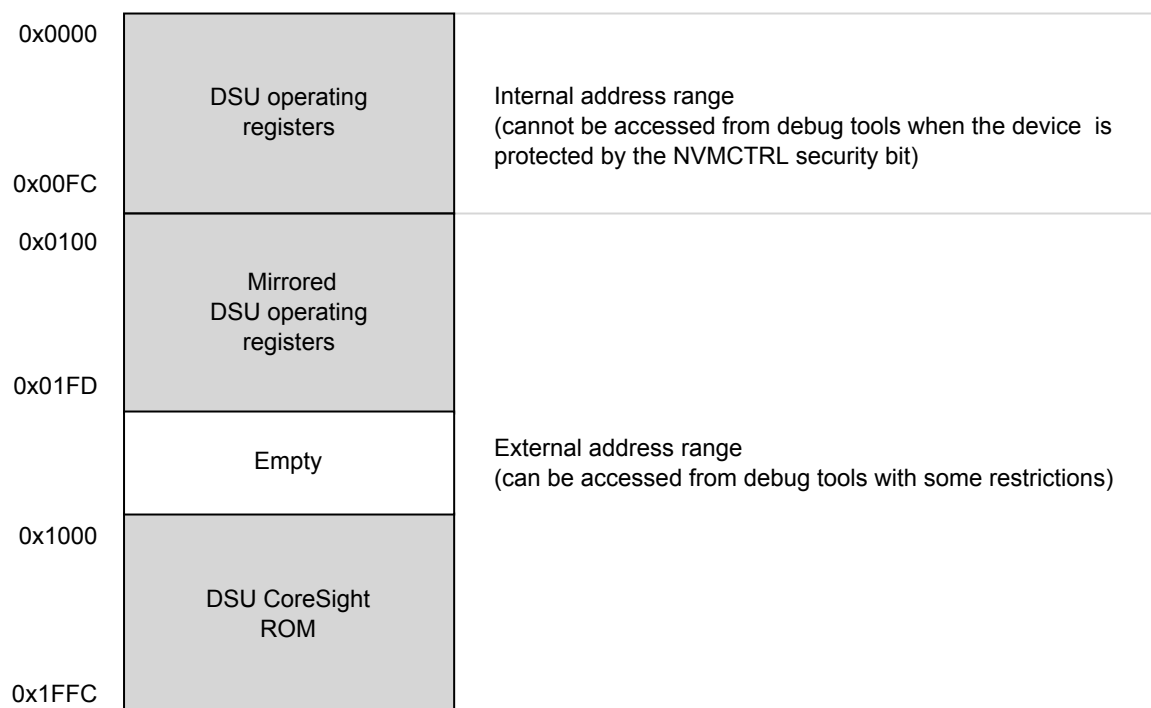 0x0000
DSU operating
registers
Internal address range
(cannot be accessed from debug tools when the device is
protected by the NVMCTRL security bit)
0x00FC
0x0100
Mirrored
DSU operating
registers
0x01FD
Empty
External address range
(can be accessed from debug tools with some restrictions)
0x1000
DSU CoreSight
ROM
0x1FFC